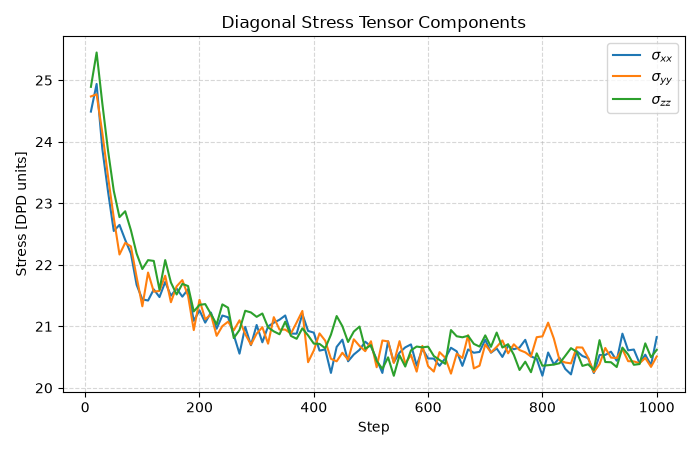 Diagonal Stress Tensor Components
Stress [DPD units]
25
24
23
22
21
20
σxx
σyy
σzz
0 200 400 600 800 1000
Step